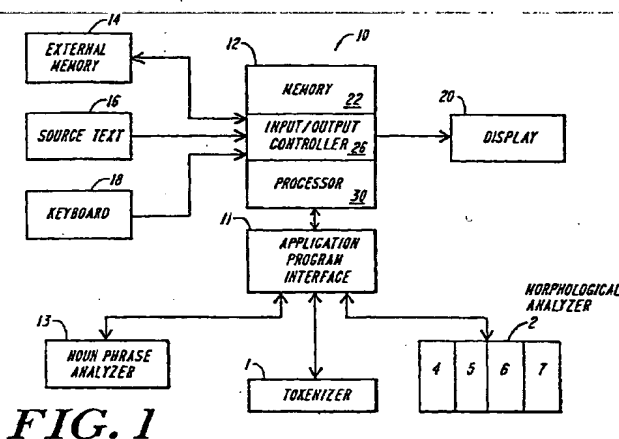 14
12
10
EXTERNAL
MEMORY
MEMORY
22
16
20
SOURCE TEXT
INPUT/OUTPUT
CONTROLLER
26
DISPLAY
18
KEYBOARD
PROCESSOR
30
11
APPLICATION
PROGRAM
INTERFACE
MORPHOLOGICAL
ANALYZER
13
2
NOUN PHRASE
ANALYZER
4 5 6 7
1
TOKENIZER
FIG. 1